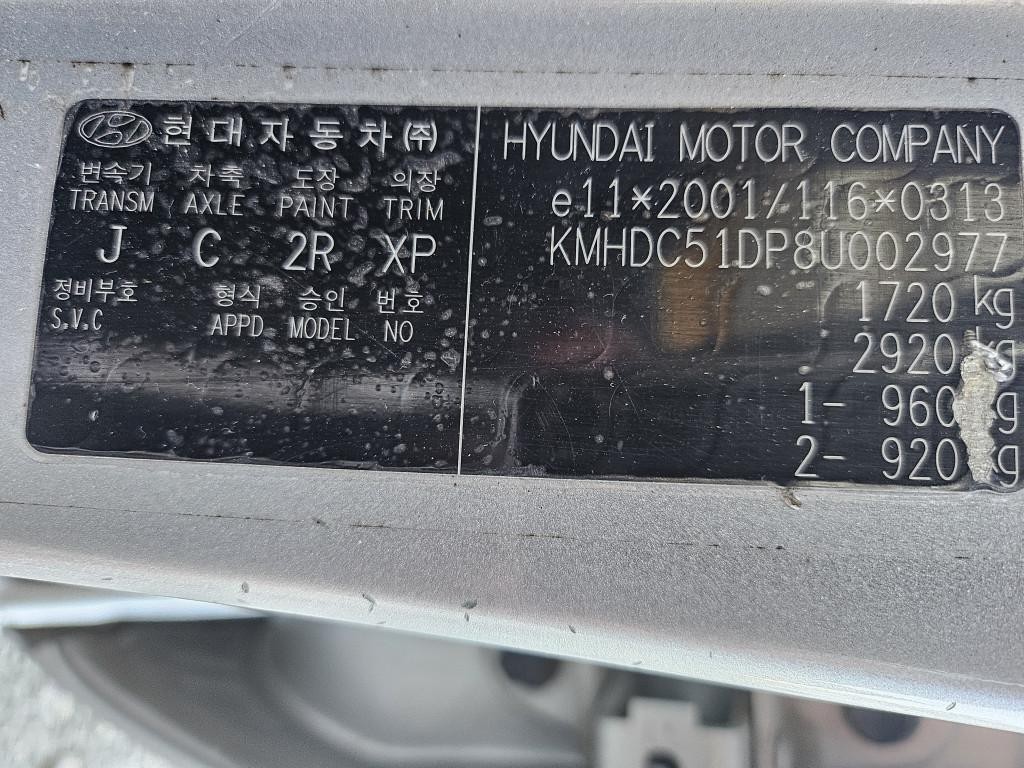 현대자동차㈜
변속기 차축 도장 의장
TRANSM AXLE PAINT TRIM
J C 2R XP
정비부호 형식 승인 번호
S.V.C APPD MODEL NO
HYUNDAI MOTOR COMPANY
e11*2001/116*0313
KMHDC51DP8U002977
1720 kg
2920 kg
1- 960 kg
2- 920 kg